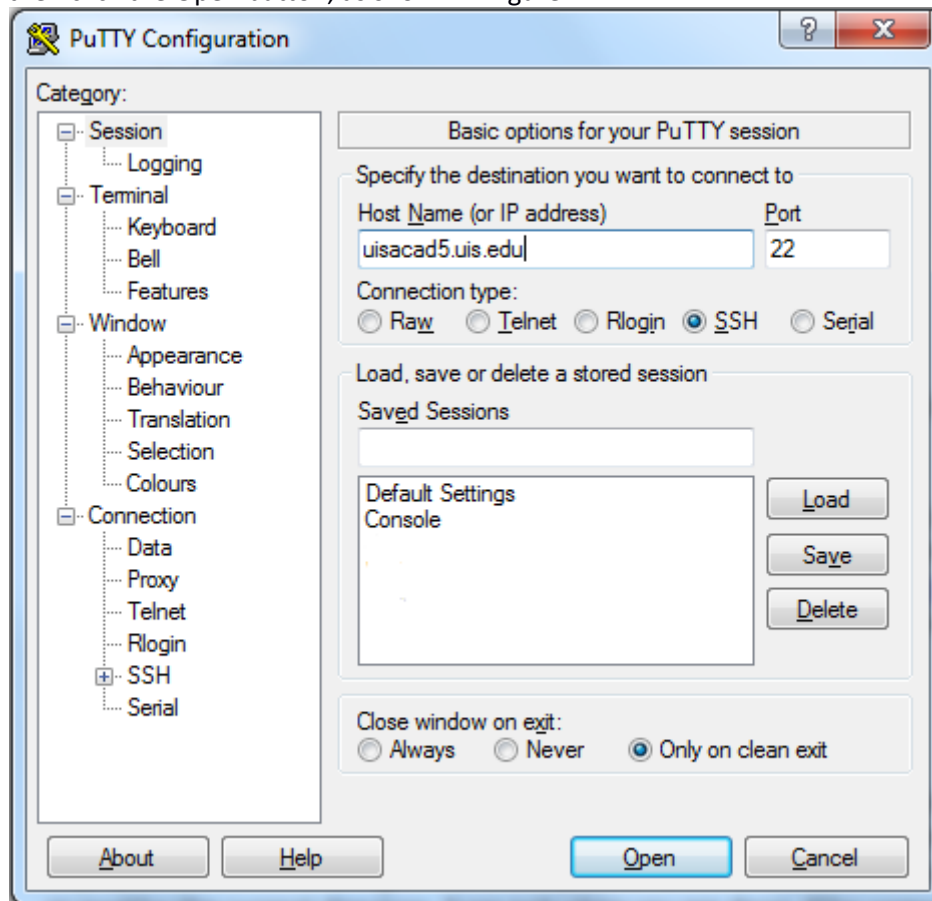 PuTTY Configuration
?
X
Category:
Session
Logging
Terminal
Keyboard
Bell
Features
Window
Appearance
Behaviour
Translation
Selection
Colours
Connection
Data
Proxy
Telnet
Rlogin
SSH
Serial
Basic options for your PuTTY session
Specify the destination you want to connect to
Host Name (or IP address) Port
uisacad5.uis.edu 22
Connection type:
Raw Telnet Rlogin SSH Serial
Load, save or delete a stored session
Saved Sessions
Default Settings
Console
Load
Save
Delete
Close window on exit:
Always Never Only on clean exit
About Help Open Cancel